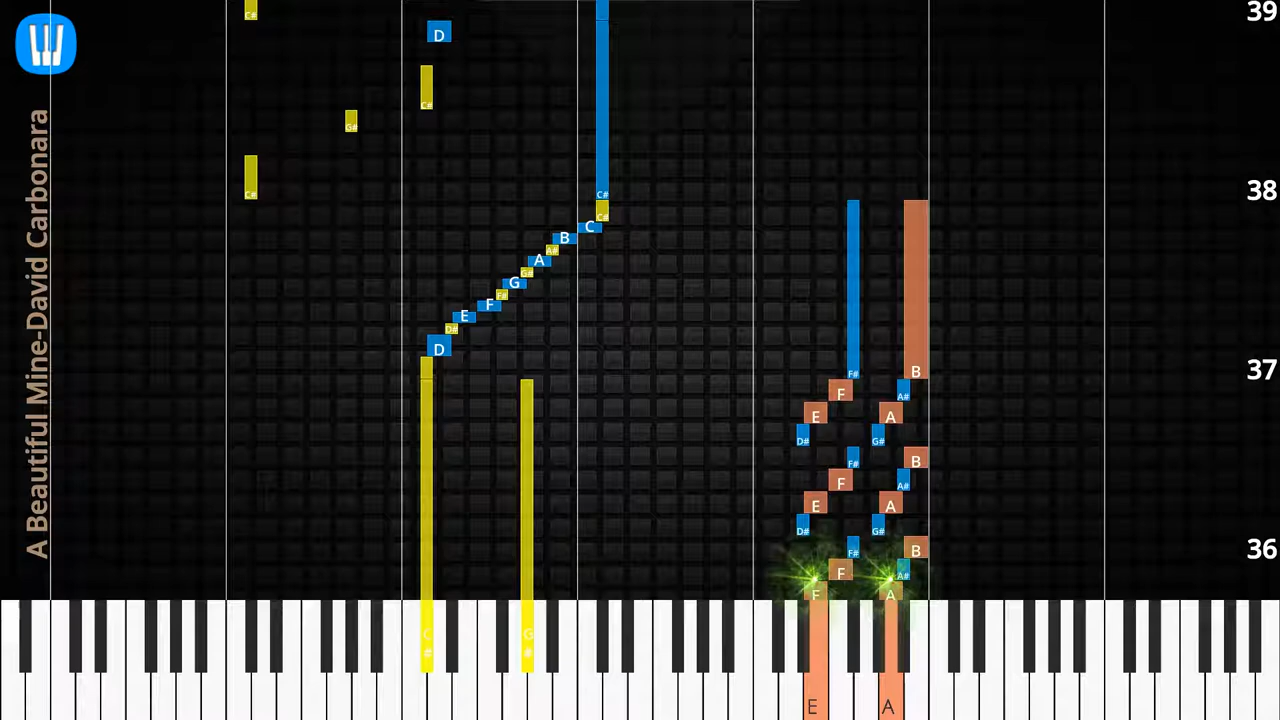 A Beautiful Mine-David Carbonara
39
C#
D
C#
G#
C#
C#
38
C#
C
B
A#
A
G#
G
F#
F
E
D#
D
37
F# B
F A#
E A
D# G#
F# B
F A#
E A
D# G#
36
F# B
F A#
E A
C# G#
E A